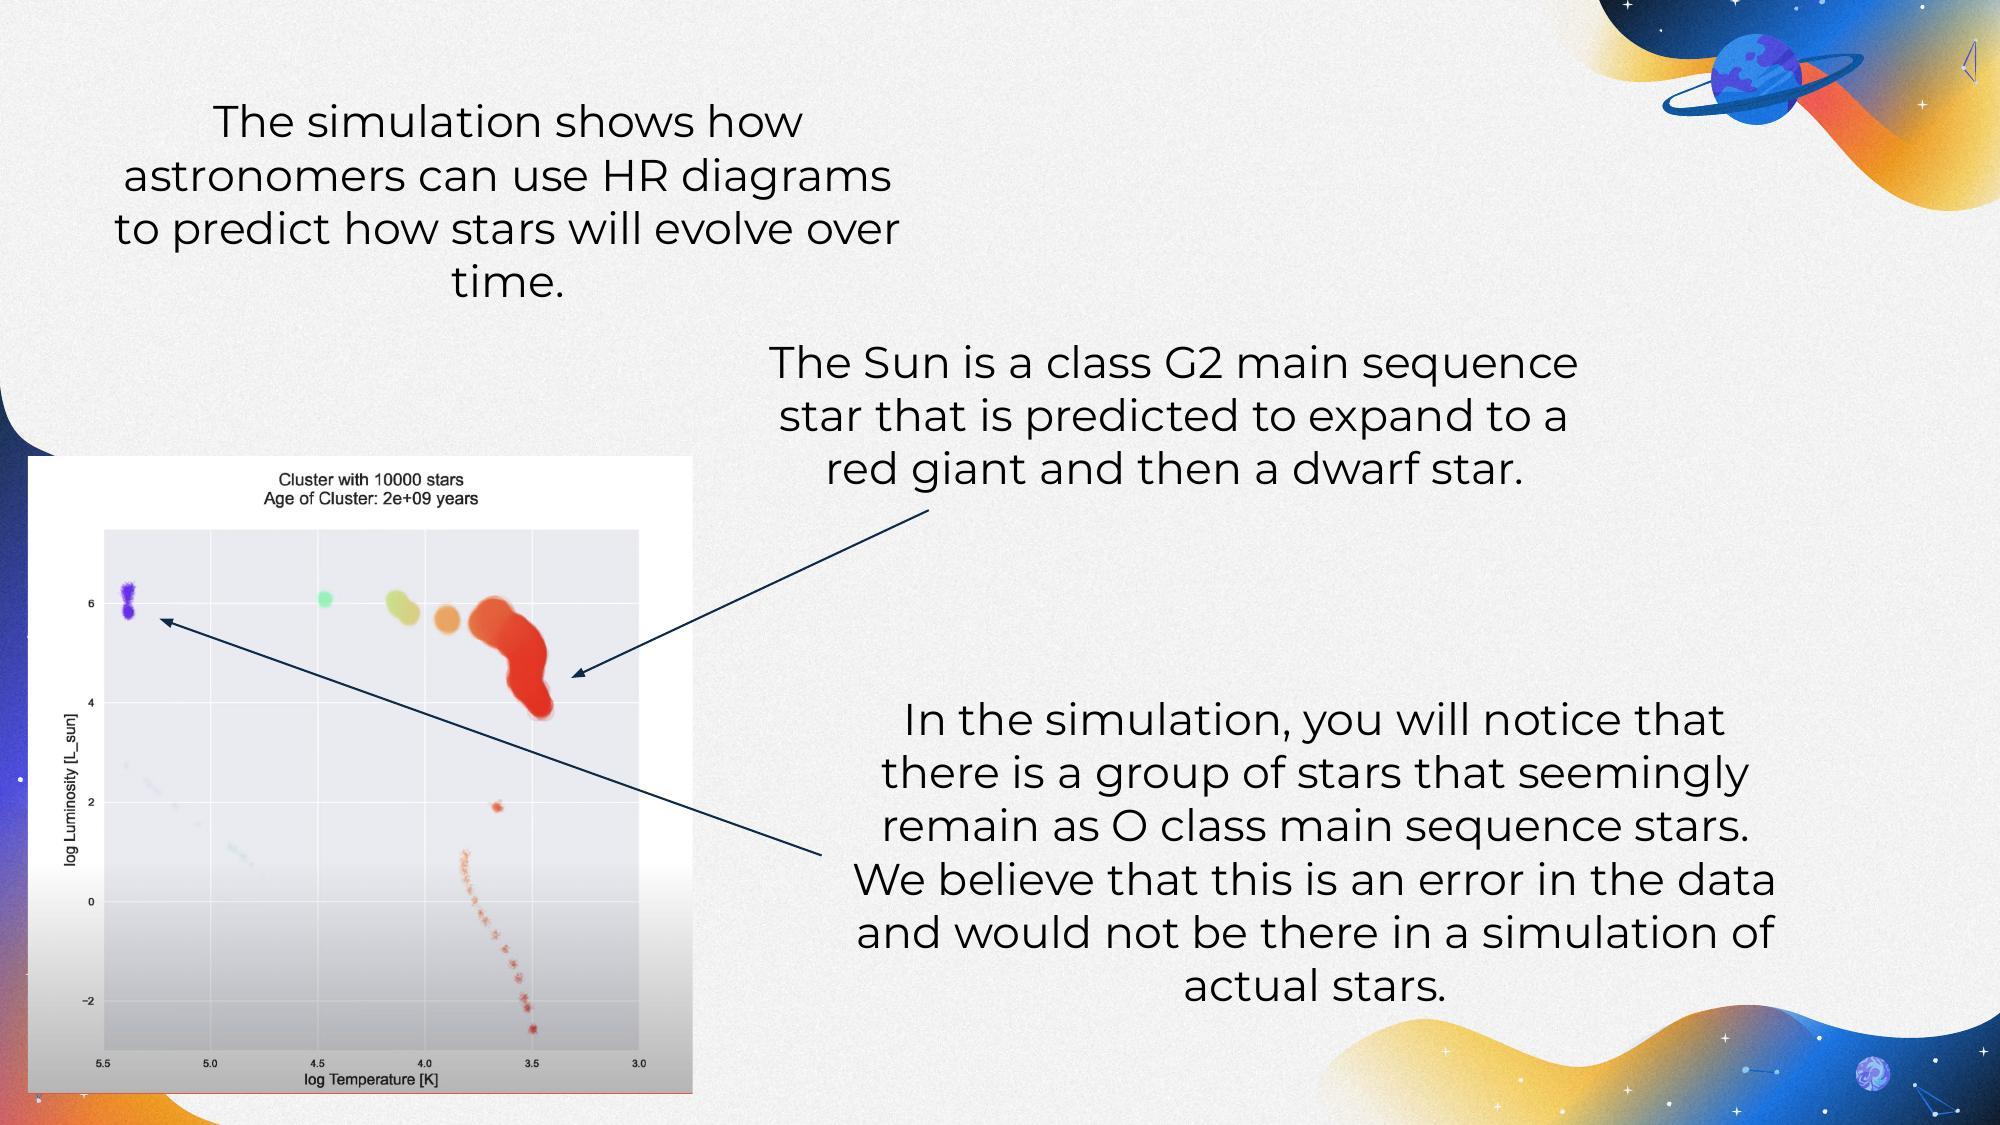 The simulation shows how
astronomers can use HR diagrams
to predict how stars will evolve over
time.
The Sun is a class G2 main sequence
star that is predicted to expand to a
red giant and then a dwarf star.
Cluster with 10000 stars
Age of Cluster: 2e+09 years
log Luminosity [L_sun]
6
4
2
0
−2
5.5 5.0 4.5 4.0 3.5 3.0
log Temperature [K]
In the simulation, you will notice that
there is a group of stars that seemingly
remain as O class main sequence stars.
We believe that this is an error in the data
and would not be there in a simulation of
actual stars.